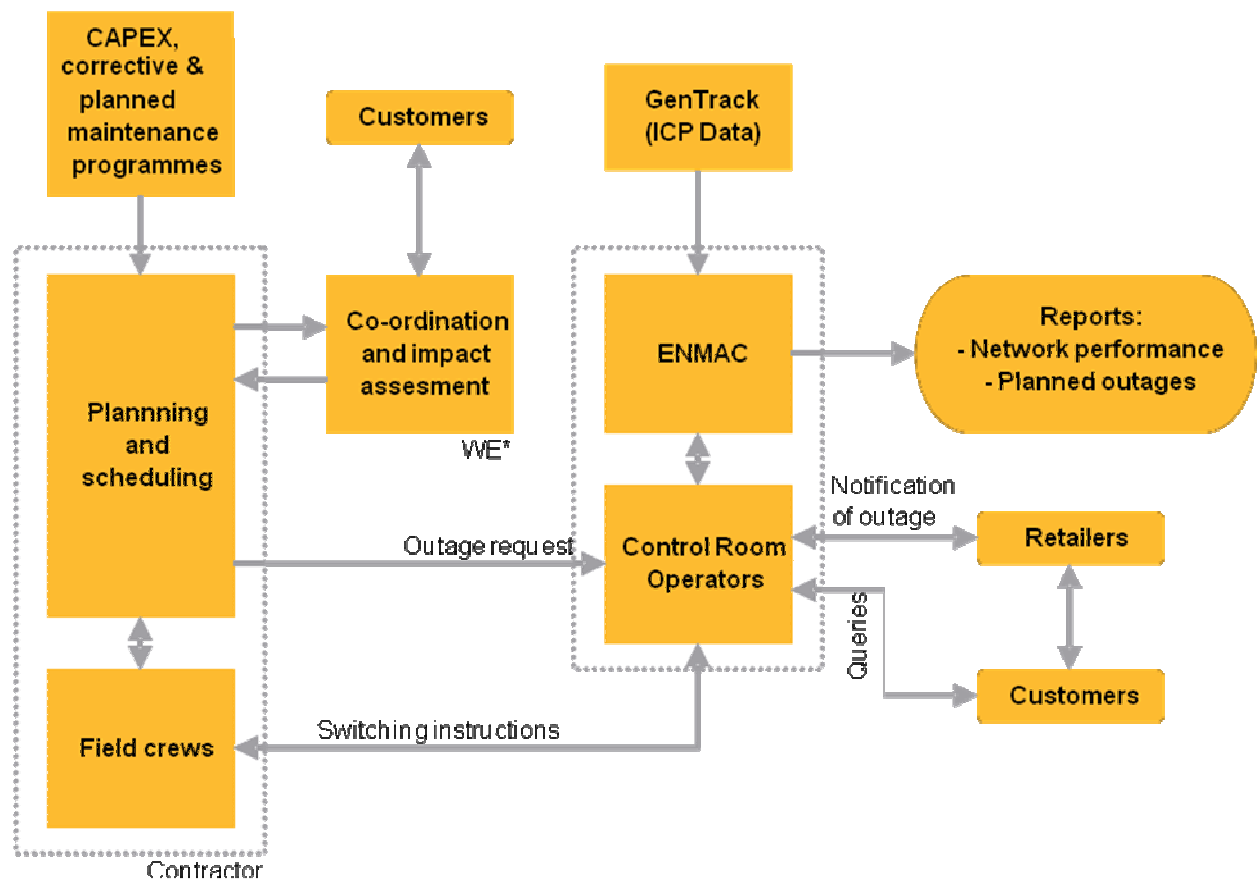 CAPEX,
corrective &
planned
maintenance
programmes
Customers
GenTrack
(ICP Data)
Plannning
and
scheduling
Co-ordination
and impact
assesment
WE*
ENMAC
Reports:
- Network performance
- Planned outages
Notification
of outage
Outage request
Control Room
Operators
Retailers
Queries
Customers
Field crews
Switching instructions
Contractor